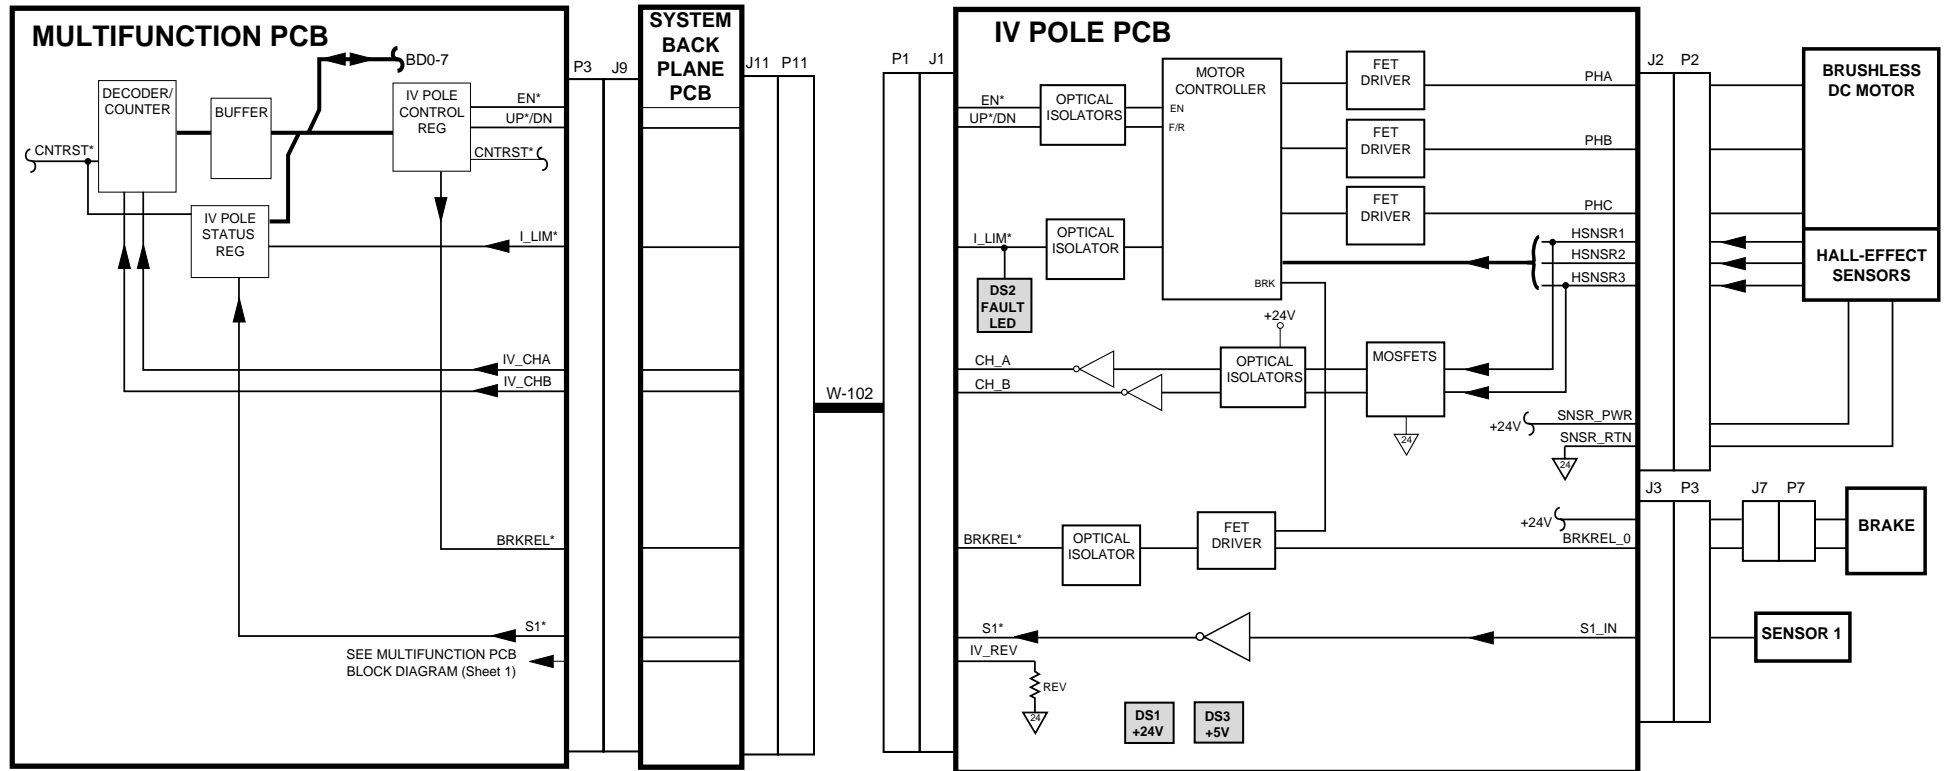 MULTIFUNCTION PCB
BD0-7
DECODER/
COUNTER
BUFFER
IV POLE
CONTROL
REG
EN*
UP*/DN
CNTRST*
CNTRST*
IV POLE
STATUS
REG
I_LIM*
IV_CHA
IV_CHB
BRKREL*
S1*
SEE MULTIFUNCTION PCB
BLOCK DIAGRAM (Sheet 1)
P3
J9
SYSTEM
BACK
PLANE
PCB
J11
P11
W-102
P1
J1
IV POLE PCB
EN*
UP*/DN
OPTICAL
ISOLATORS
MOTOR
CONTROLLER
EN
F/R
BRK
FET
DRIVER
PHA
FET
DRIVER
PHB
FET
DRIVER
PHC
I_LIM*
OPTICAL
ISOLATOR
DS2
FAULT
LED
HSNSR1
HSNSR2
HSNSR3
+24V
CH_A
CH_B
OPTICAL
ISOLATORS
MOSFETS
24
+24V
SNSR_PWR
SNSR_RTN
24
BRKREL*
OPTICAL
ISOLATOR
FET
DRIVER
+24V
BRKREL_0
S1*
S1_IN
IV_REV
REV
24
DS1
+24V
DS3
+5V
J2
P2
BRUSHLESS
DC MOTOR
HALL-EFFECT
SENSORS
J3
P3
J7
P7
BRAKE
SENSOR 1